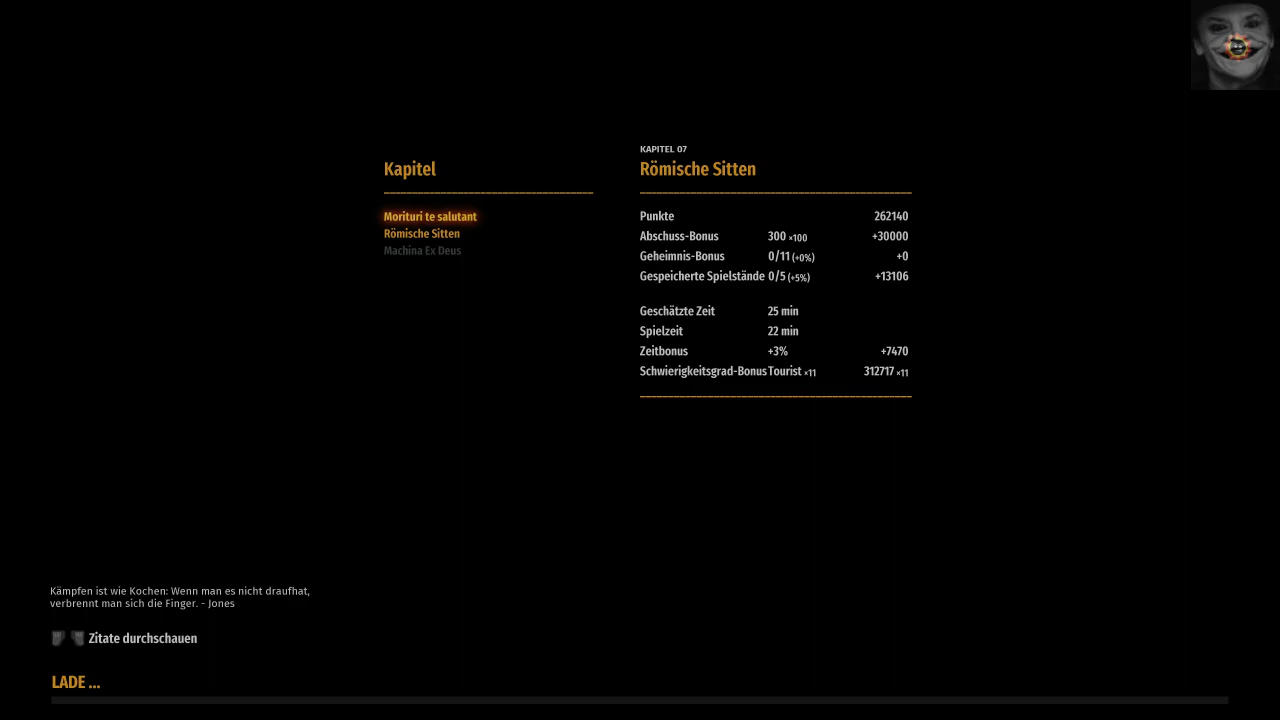 KAPITEL 07
Kapitel
Römische Sitten
Morituri te salutant
Römische Sitten
Machina Ex Deus
Punkte 262140
Abschuss-Bonus 300 ×100 +30000
Geheimnis-Bonus 0/11 (+0%) +0
Gespeicherte Spielstände 0/5 (+5%) +13106
Geschätzte Zeit 25 min
Spielzeit 22 min
Zeitbonus +3% +7470
Schwierigkeitsgrad-Bonus Tourist ×11 312717 ×11
Kämpfen ist wie Kochen: Wenn man es nicht draufhat,
verbrennt man sich die Finger. - Jones
Zitate durchschauen
LADE ...